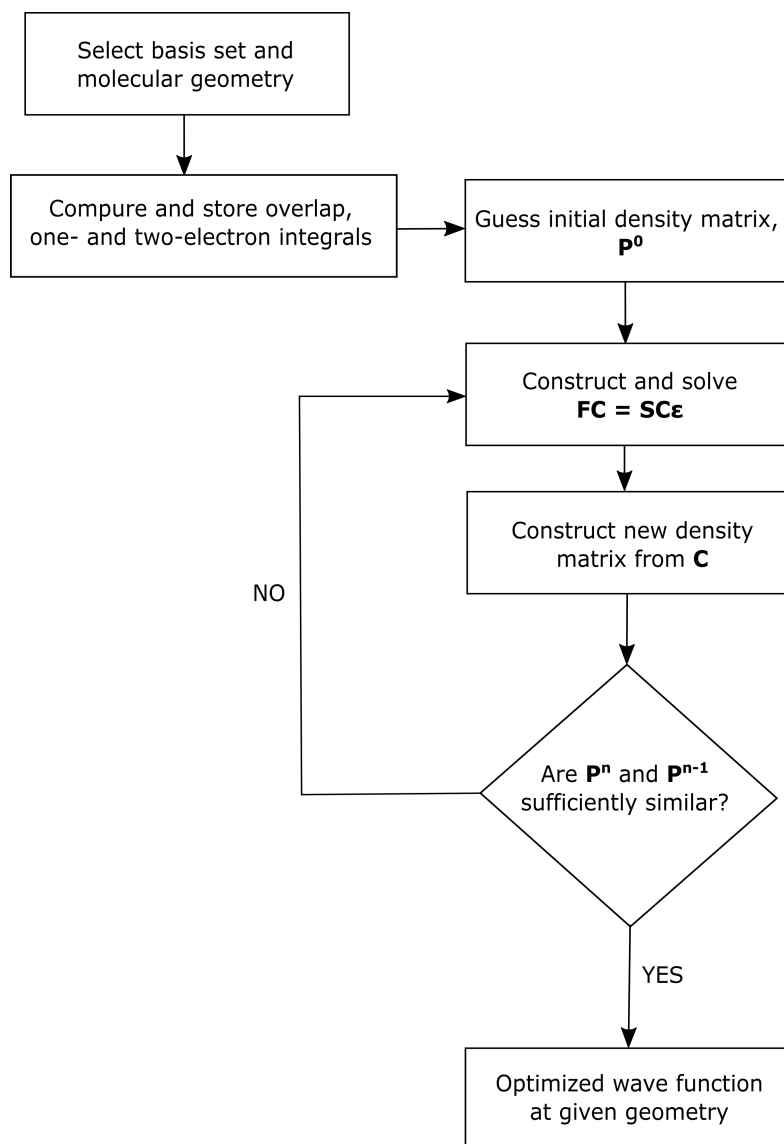 Select basis set and
molecular geometry
Compure and store overlap,
one- and two-electron integrals
Guess initial density matrix,
P⁰
Construct and solve
FC = SCε
Construct new density
matrix from C
NO
Are Pⁿ and Pⁿ⁻¹
sufficiently similar?
YES
Optimized wave function
at given geometry